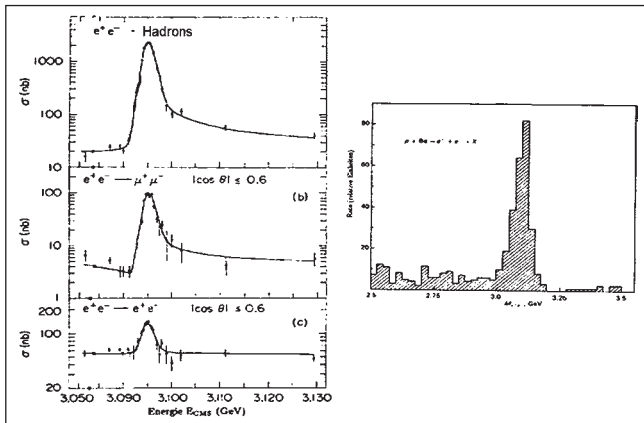 e⁺e⁻ - Hadrons
1000
100
10
σ (nb)
e⁺e⁻ — μ⁺μ⁻ |cos θ| ≤ 0.6
(b)
100
10
1
σ (nb)
e⁺e⁻ — e⁺e⁻ |cos θ| ≤ 0.6
(c)
200
100
20
σ (nb)
3.050 3.090 3.100 3.110 3.120 3.130
Energie E_CMS (GeV)
80
60
40
20
2.5 2.75 3.0 3.25 3.5
GeV